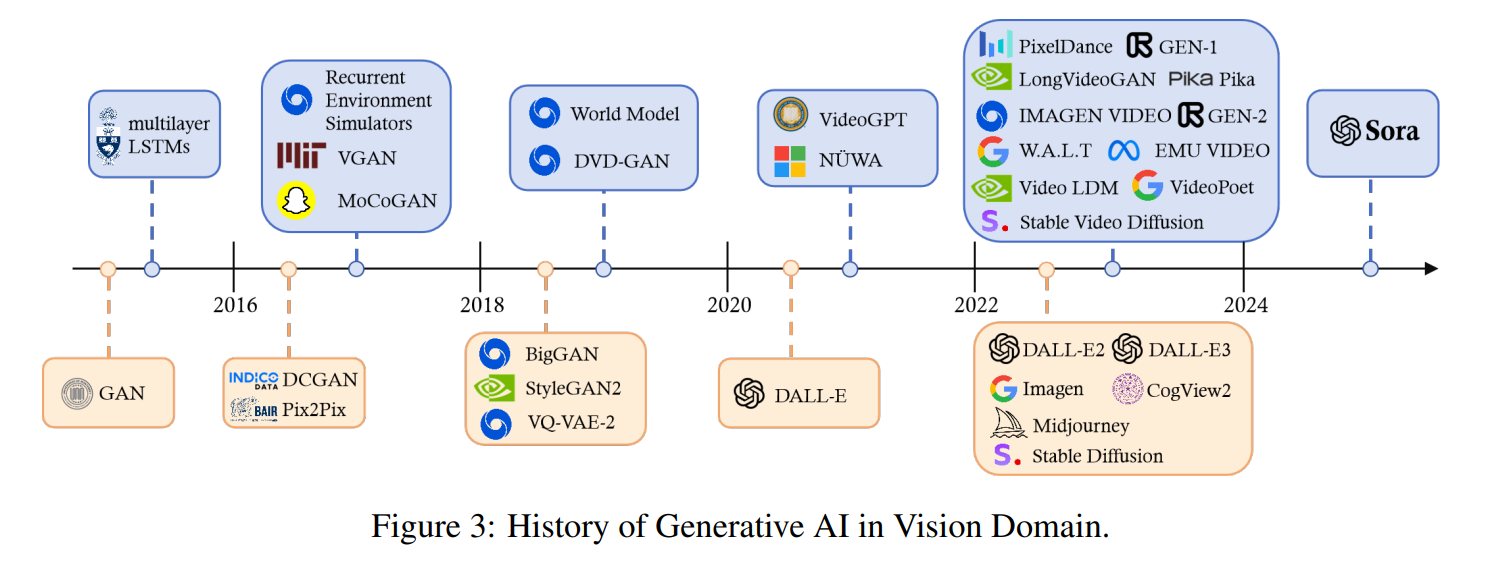 multilayer
LSTMs
Recurrent
Environment
Simulators
MIT VGAN
MoCoGAN
World Model
DVD-GAN
VideoGPT
NÜWA
PixelDance GEN-1
LongVideoGAN Pika Pika
IMAGEN VIDEO GEN-2
G W.A.L.T EMU VIDEO
Video LDM G VideoPoet
S. Stable Video Diffusion
Sora
2016 2018 2020 2022 2024
GAN
INDICO DATA DCGAN
BAIR Pix2Pix
BigGAN
StyleGAN2
VQ-VAE-2
DALL-E
DALL-E2 DALL-E3
G Imagen CogView2
Midjourney
S. Stable Diffusion
Figure 3: History of Generative AI in Vision Domain.